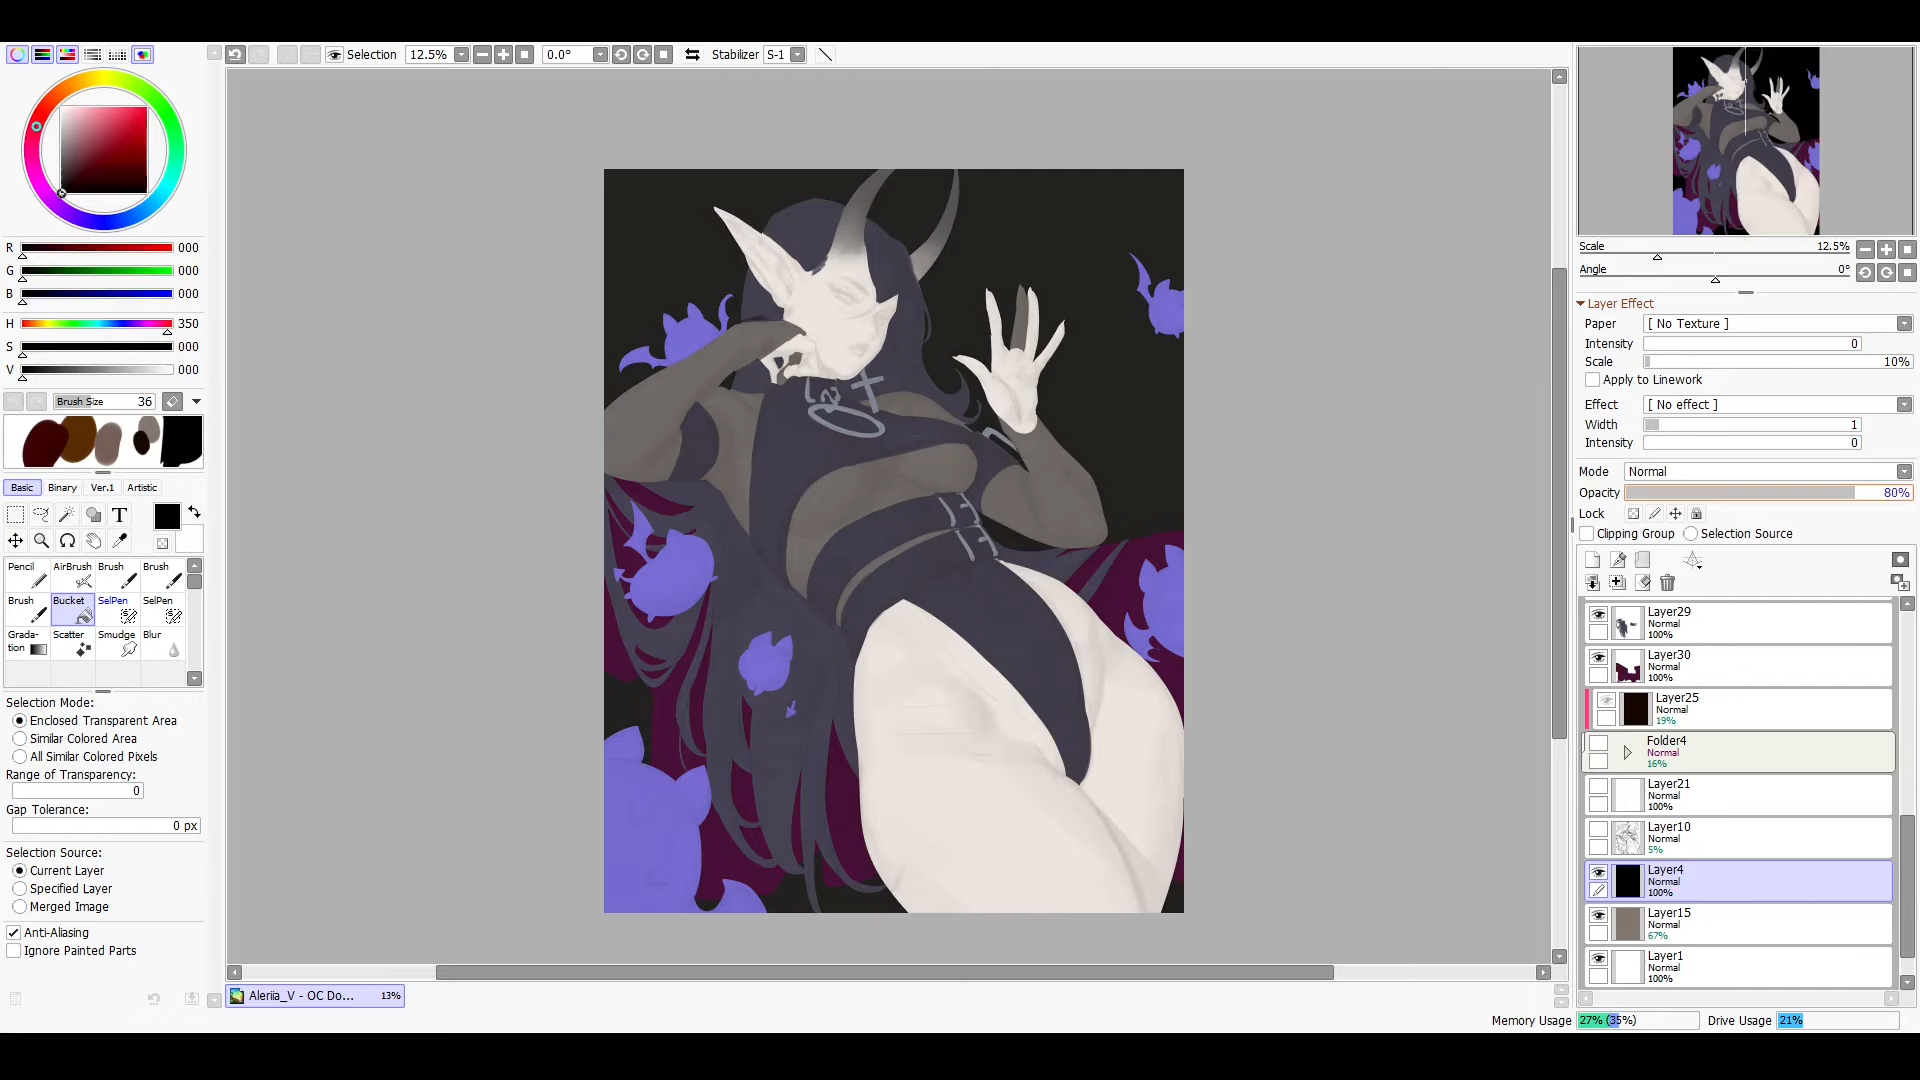 Selection 12.5% 0.0° Stabilizer S-1
R 000
G 000
B 000
H 350
S 000
V 000
Brush Size 36
Basic Binary Ver.1 Artistic
T
Pencil AirBrush Brush Brush
Brush Bucket SelPen SelPen
Grada-
tion Scatter Smudge Blur
Selection Mode:
Enclosed Transparent Area
Similar Colored Area
All Similar Colored Pixels
Range of Transparency:
0
Gap Tolerance:
0 px
Selection Source:
Current Layer
Specified Layer
Merged Image
Anti-Aliasing
Ignore Painted Parts
Aleriia_V - OC Do... 13%
Scale 12.5%
Angle 0°
Layer Effect
Paper [ No Texture ]
Intensity 0
Scale 10%
Apply to Linework
Effect [ No effect ]
Width 1
Intensity 0
Mode Normal
Opacity 80%
Lock
Clipping Group Selection Source
Layer29
Normal
100%
Layer30
Normal
100%
Layer25
Normal
19%
Folder4
Normal
16%
Layer21
Normal
100%
Layer10
Normal
5%
Layer4
Normal
100%
Layer15
Normal
67%
Layer1
Normal
100%
Memory Usage 27% (35%) Drive Usage 21%